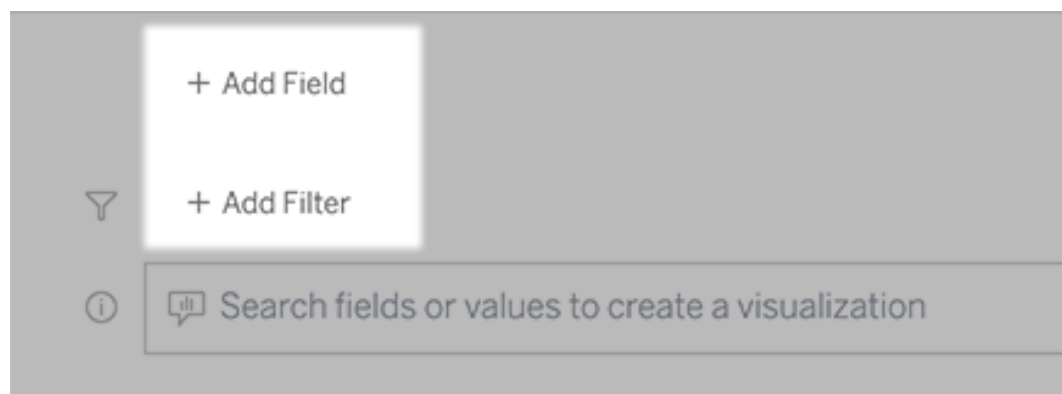 + Add Field
+ Add Filter
Search fields or values to create a visualization